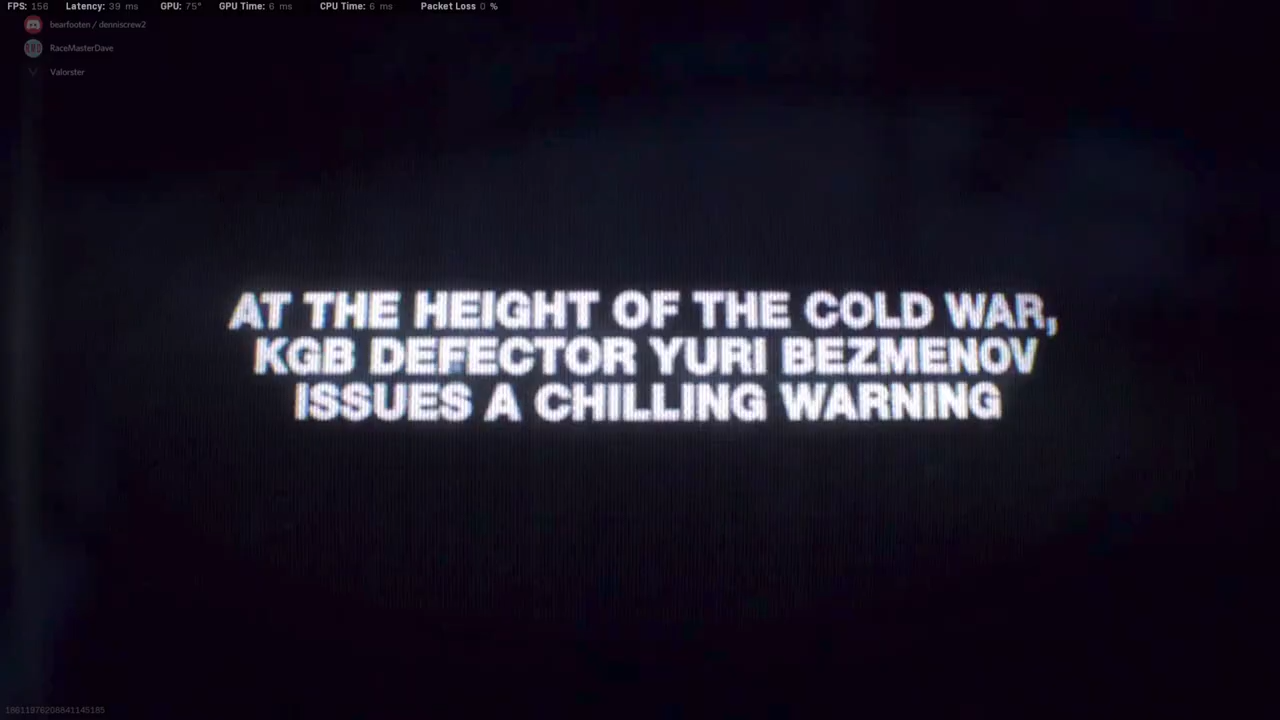 FPS: 156 Latency: 39 ms GPU: 75° GPU Time: 6 ms CPU Time: 6 ms Packet Loss 0 %
bearfooten / denniscrew2
RaceMasterDave
Valorster
AT THE HEIGHT OF THE COLD WAR,
KGB DEFECTOR YURI BEZMENOV
ISSUES A CHILLING WARNING